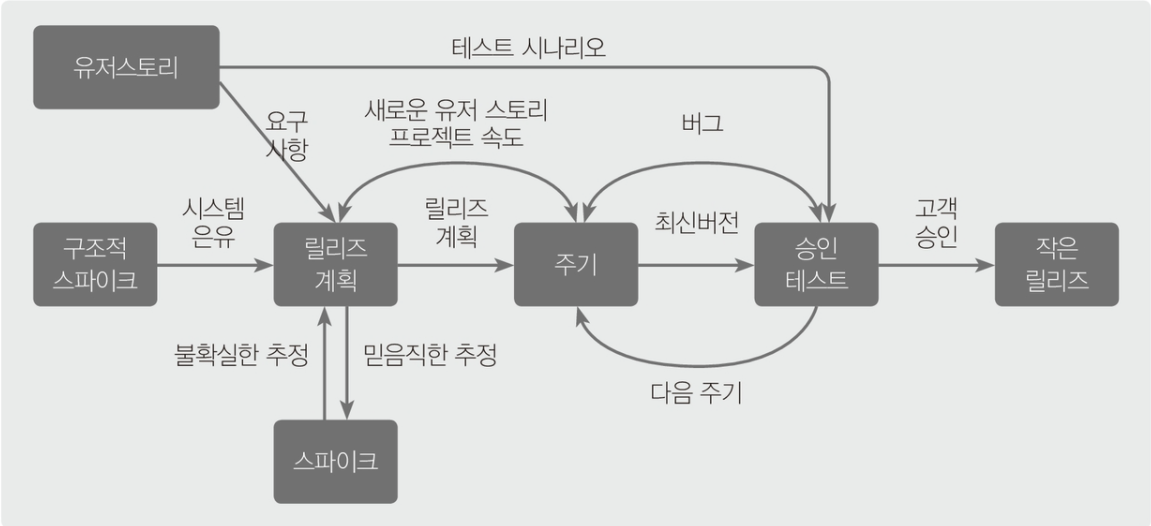 유저스토리
테스트 시나리오
요구
사항
새로운 유저 스토리
프로젝트 속도
버그
시스템
은유
릴리즈
계획
최신버전
고객
승인
구조적
스파이크
릴리즈
계획
주기
승인
테스트
작은
릴리즈
불확실한 추정
믿음직한 추정
다음 주기
스파이크